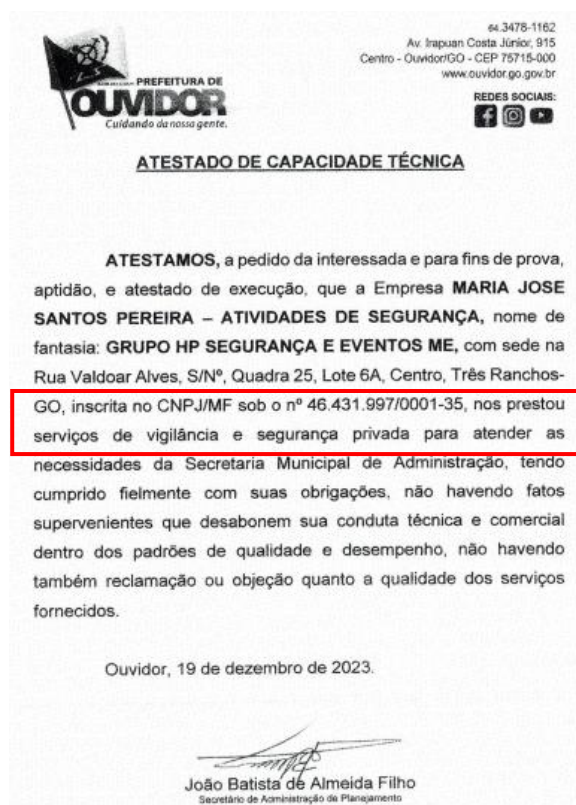 64.3478-1162
Av. Irapuan Costa Júnior, 915
Centro - Ouvidor/GO - CEP 75715-000
www.ouvidor.go.gov.br
REDES SOCIAIS:
PREFEITURA DE
OUVIDOR
Cuidando da nossa gente.
ATESTADO DE CAPACIDADE TÉCNICA
ATESTAMOS, a pedido da interessada e para fins de prova,
aptidão, e atestado de execução, que a Empresa MARIA JOSE
SANTOS PEREIRA – ATIVIDADES DE SEGURANÇA, nome de
fantasia: GRUPO HP SEGURANÇA E EVENTOS ME, com sede na
Rua Valdoar Alves, S/Nº, Quadra 25, Lote 6A, Centro, Três Ranchos-
GO, inscrita no CNPJ/MF sob o nº 46.431.997/0001-35, nos prestou
serviços de vigilância e segurança privada para atender as
necessidades da Secretaria Municipal de Administração, tendo
cumprido fielmente com suas obrigações, não havendo fatos
supervenientes que desabonem sua conduta técnica e comercial
dentro dos padrões de qualidade e desempenho, não havendo
também reclamação ou objeção quanto a qualidade dos serviços
fornecidos.
Ouvidor, 19 de dezembro de 2023.
João Batista de Almeida Filho
Secretário de Administração de Planejamento